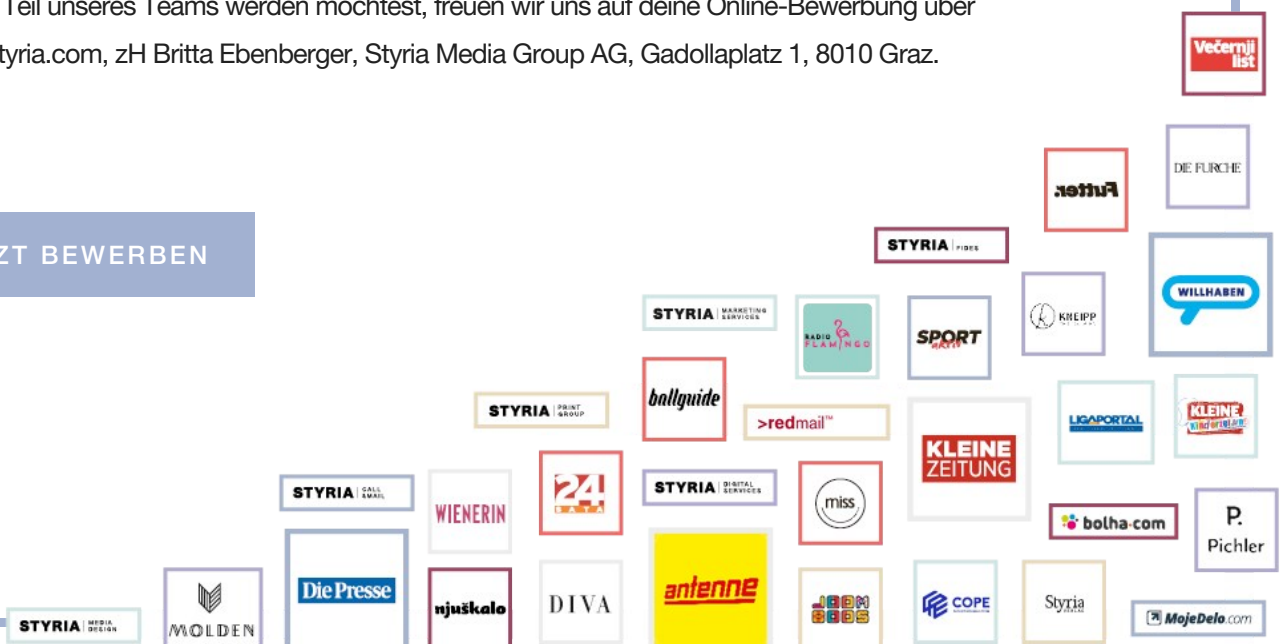 Teil unseres Teams werden möchtest, freuen wir uns auf deine Online-Bewerbung über
tyria.com, zH Britta Ebenberger, Styria Media Group AG, Gadollaplatz 1, 8010 Graz.
Večernji
list
DIE FURCHE
Futter.
ZT BEWERBEN
STYRIA | FIDES
WILLHABEN
STYRIA | MARKETING
SERVICES
RADIO
FLAMINGO
SPORT
aktiv
KNEIPP
ballguide
STYRIA | PRINT
GROUP
>redmail™
KLEINE
ZEITUNG
LIGAPORTAL
KLEINE
Kinderzeitung
STYRIA | CALL
&MAIL
WIENERIN
24
SATA
STYRIA | DIGITAL
SERVICES
miss
bolha.com
P.
Pichler
MOLDEN
Die Presse
njuškalo
DIVA
antenne
COPE
Styria
MojeDelo.com
STYRIA | MEDIA
DESIGN